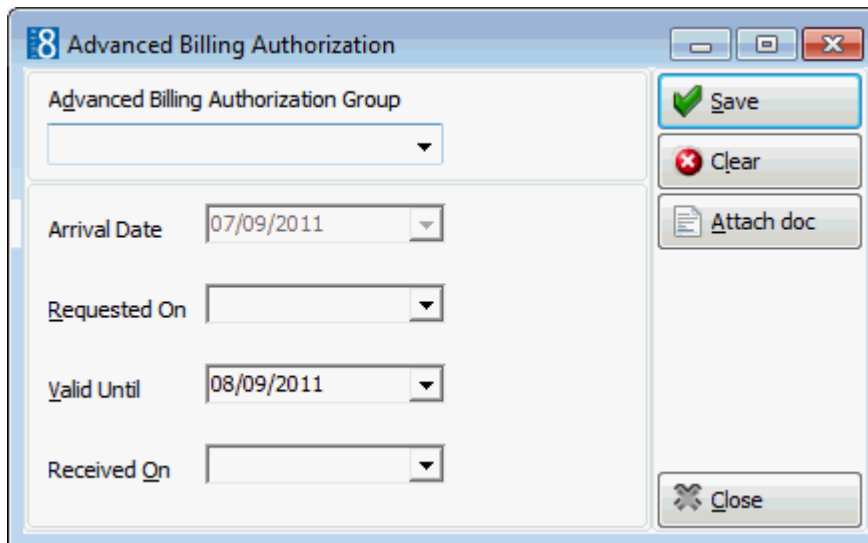 8 Advanced Billing Authorization
Advanced Billing Authorization Group
Save
Clear
Attach doc
Arrival Date 07/09/2011
Requested On
Valid Until 08/09/2011
Received On
Close